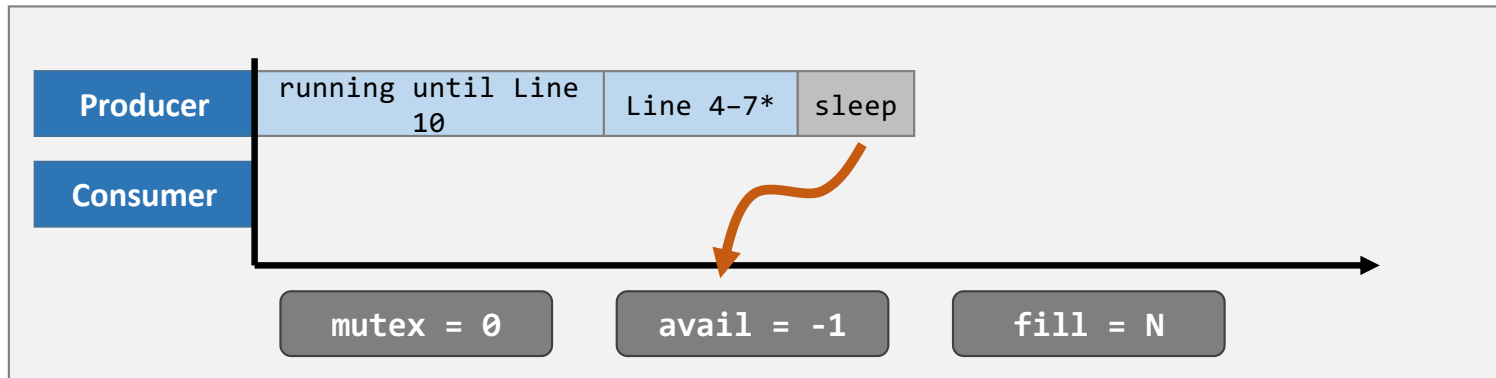 Producer
running until Line
10
Line 4–7*
sleep
Consumer
mutex = 0
avail = -1
fill = N